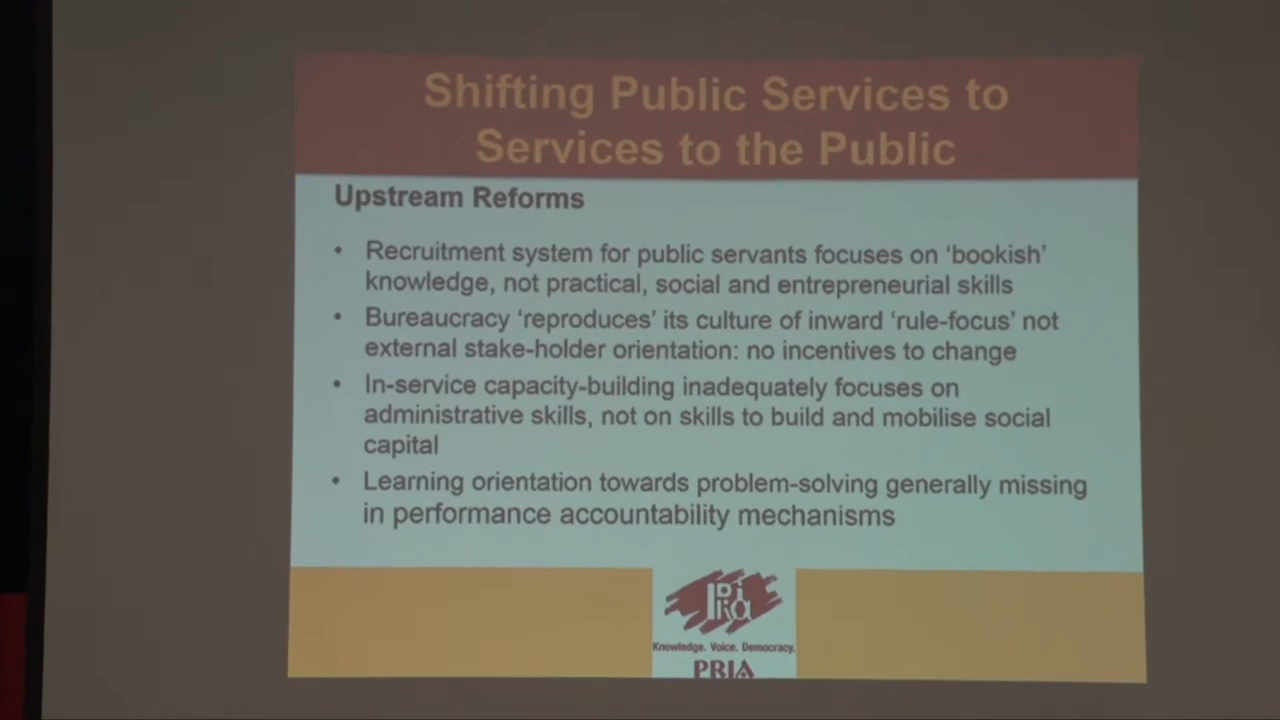 Shifting Public Services to
Services to the Public
Upstream Reforms
• Recruitment system for public servants focuses on ‘bookish’
knowledge, not practical, social and entrepreneurial skills
• Bureaucracy ‘reproduces’ its culture of inward ‘rule-focus’ not
external stake-holder orientation: no incentives to change
• In-service capacity-building inadequately focuses on
administrative skills, not on skills to build and mobilise social
capital
• Learning orientation towards problem-solving generally missing
in performance accountability mechanisms
Pria
Knowledge. Voice. Democracy.
PRIA